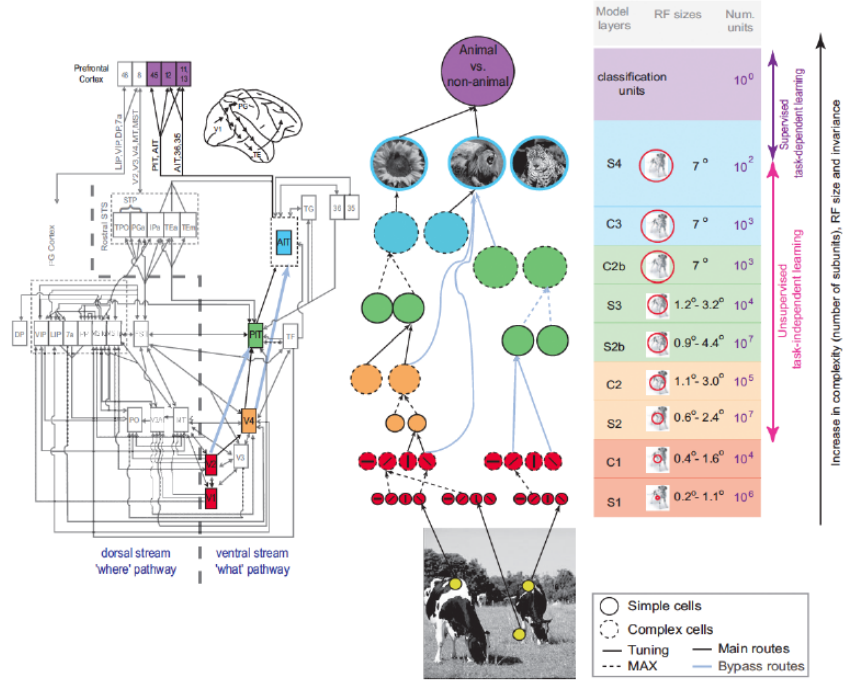 Prefrontal
Cortex
46
8
45
12
11,
13
LIP,VIP,DP,7a
V2,V3,V4,MT,MST
PIT, AIT
AIT,36,35
PG
V1
Rostral STS
STP
TPO
PGa
IPa
TEa
TEm
TG
36
35
AIT
Cortex
DP
VIP
LIP
7a
PIT
TF
PO
MT
V4
V3
V2
V1
dorsal stream
'where' pathway
ventral stream
'what' pathway
Animal
vs.
non-animal
Model
layers
RF sizes
Num.
units
classification
units
10⁰
S4
7 °
10²
C3
7 °
10³
C2b
7 °
10³
S3
1.2°- 3.2°
10⁴
S2b
0.9°- 4.4°
10⁷
C2
1.1°- 3.0°
10⁵
S2
0.6°- 2.4°
10⁷
C1
0.4°- 1.6°
10⁴
S1
0.2°- 1.1°
10⁶
Supervised
task-dependent learning
Unsupervised
task-independent learning
Increase in complexity (number of subunits), RF size and invariance
Simple cells
Complex cells
Tuning
MAX
Main routes
Bypass routes